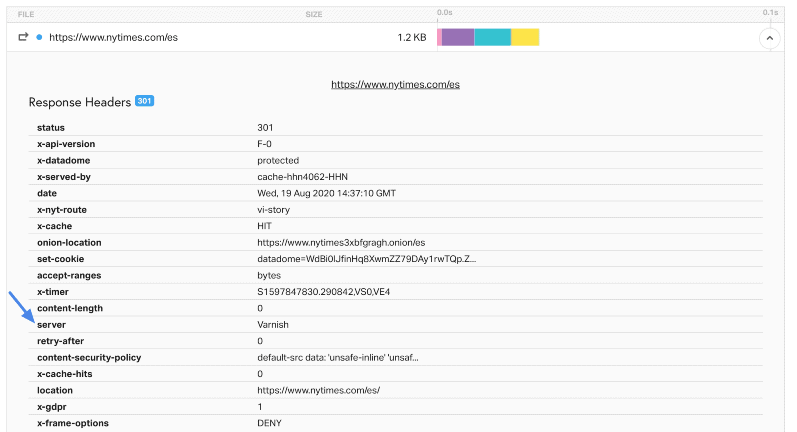 FILE SIZE 0.0s 0.1s
https://www.nytimes.com/es 1.2 KB
https://www.nytimes.com/es
Response Headers 301
status 301
x-api-version F-0
x-datadome protected
x-served-by cache-hhn4062-HHN
date Wed, 19 Aug 2020 14:37:10 GMT
x-nyt-route vi-story
x-cache HIT
onion-location https://www.nytimes3xbfgragh.onion/es
set-cookie datadome=WdBi0IJfinHq8XwmZZ79DAy1rwTQp.Z...
accept-ranges bytes
x-timer S1597847830.290842,VS0,VE4
content-length 0
server Varnish
retry-after 0
content-security-policy default-src data: 'unsafe-inline' 'unsaf...
x-cache-hits 0
location https://www.nytimes.com/es/
x-gdpr 1
x-frame-options DENY